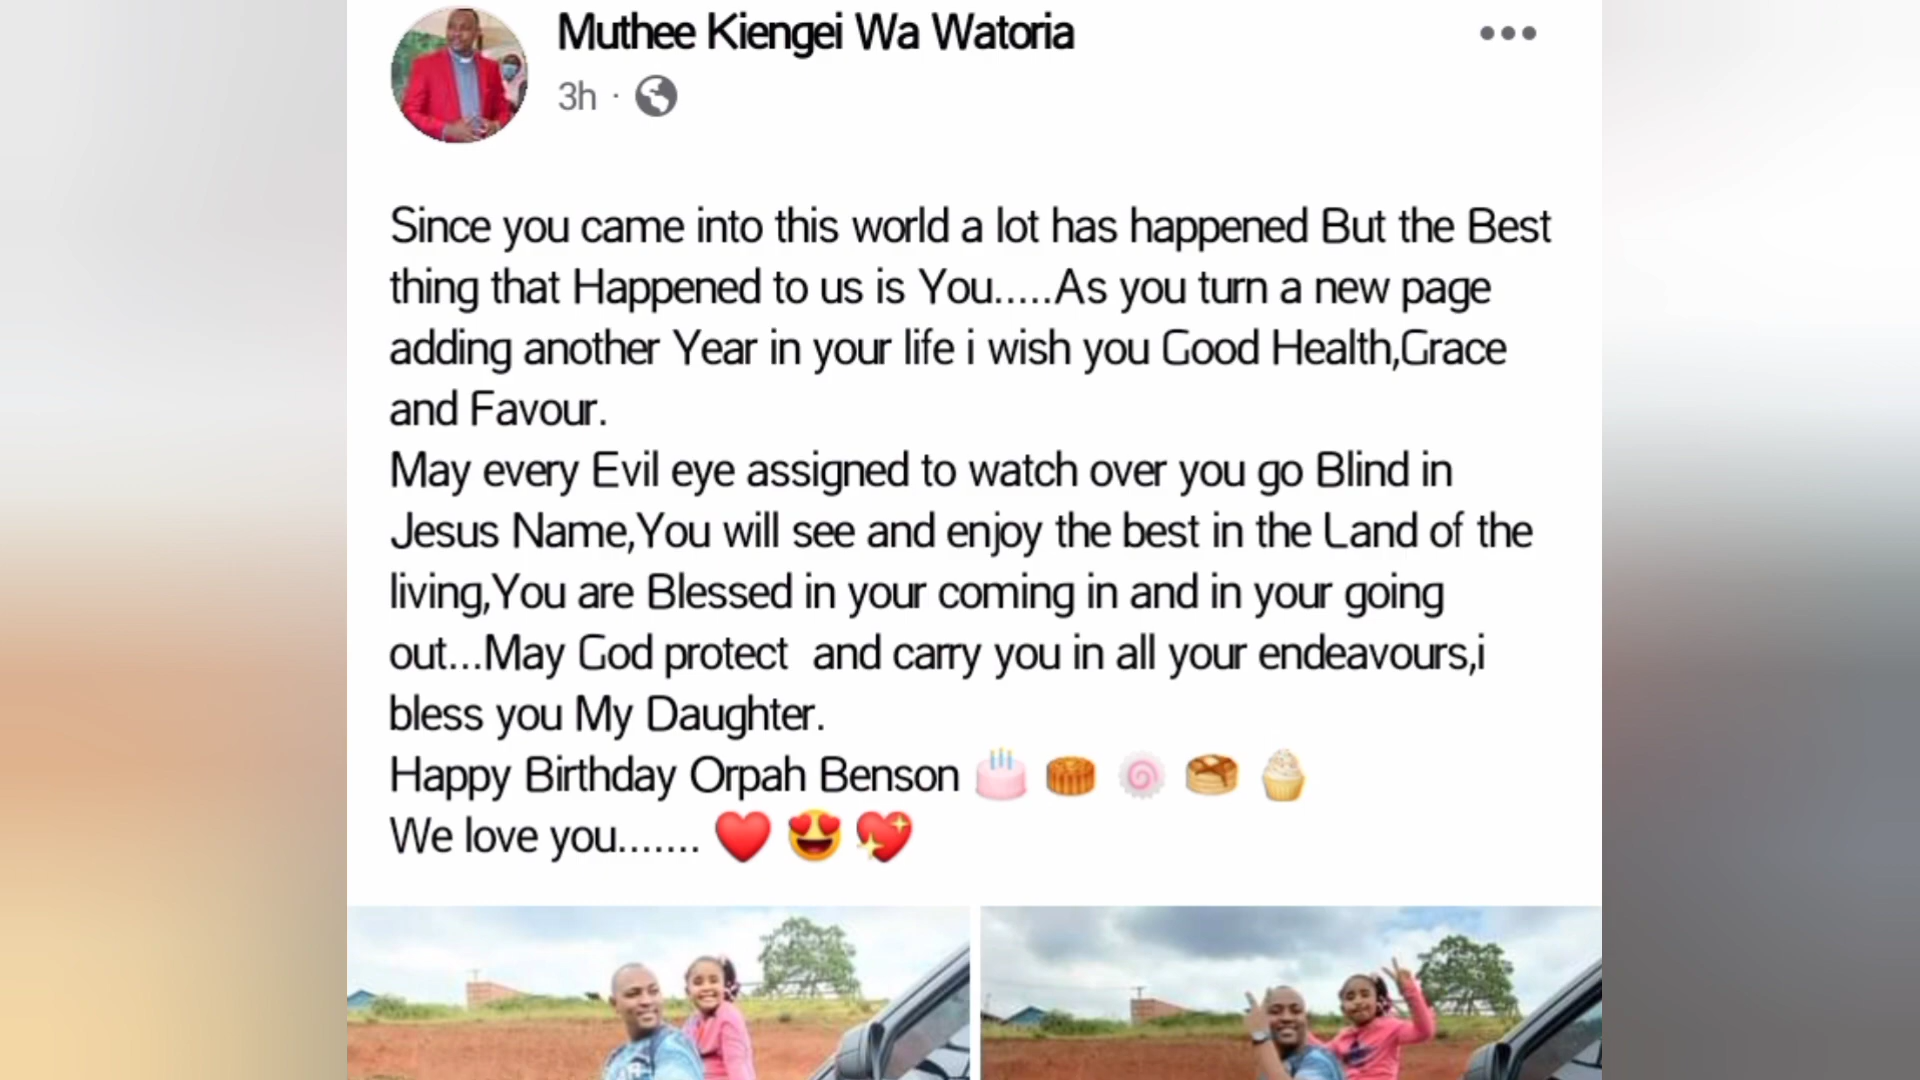 Muthee Kiengei Wa Watoria
3h ·
Since you came into this world a lot has happened But the Best
thing that Happened to us is You.....As you turn a new page
adding another Year in your life i wish you Good Health,Grace
and Favour.
May every Evil eye assigned to watch over you go Blind in
Jesus Name,You will see and enjoy the best in the Land of the
living,You are Blessed in your coming in and in your going
out...May God protect  and carry you in all your endeavours,i
bless you My Daughter.
Happy Birthday Orpah Benson 🎂 🥮 🍥 🥞 🧁
We love you....... ❤️ 😍 💖